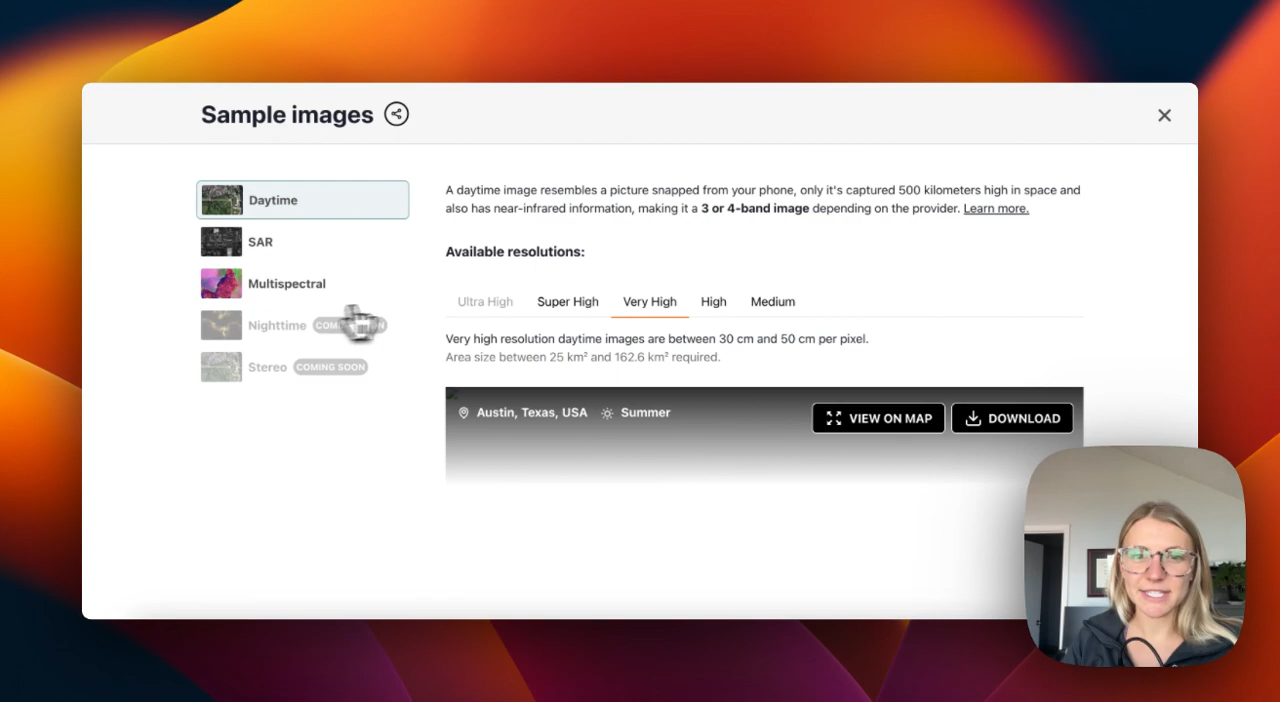 Sample images
Daytime
SAR
Multispectral
Nighttime
Stereo COMING SOON
A daytime image resembles a picture snapped from your phone, only it's captured 500 kilometers high in space and
also has near-infrared information, making it a 3 or 4-band image depending on the provider. Learn more.
Available resolutions:
Ultra High Super High Very High High Medium
Very high resolution daytime images are between 30 cm and 50 cm per pixel.
Area size between 25 km² and 162.6 km² required.
Austin, Texas, USA Summer VIEW ON MAP DOWNLOAD